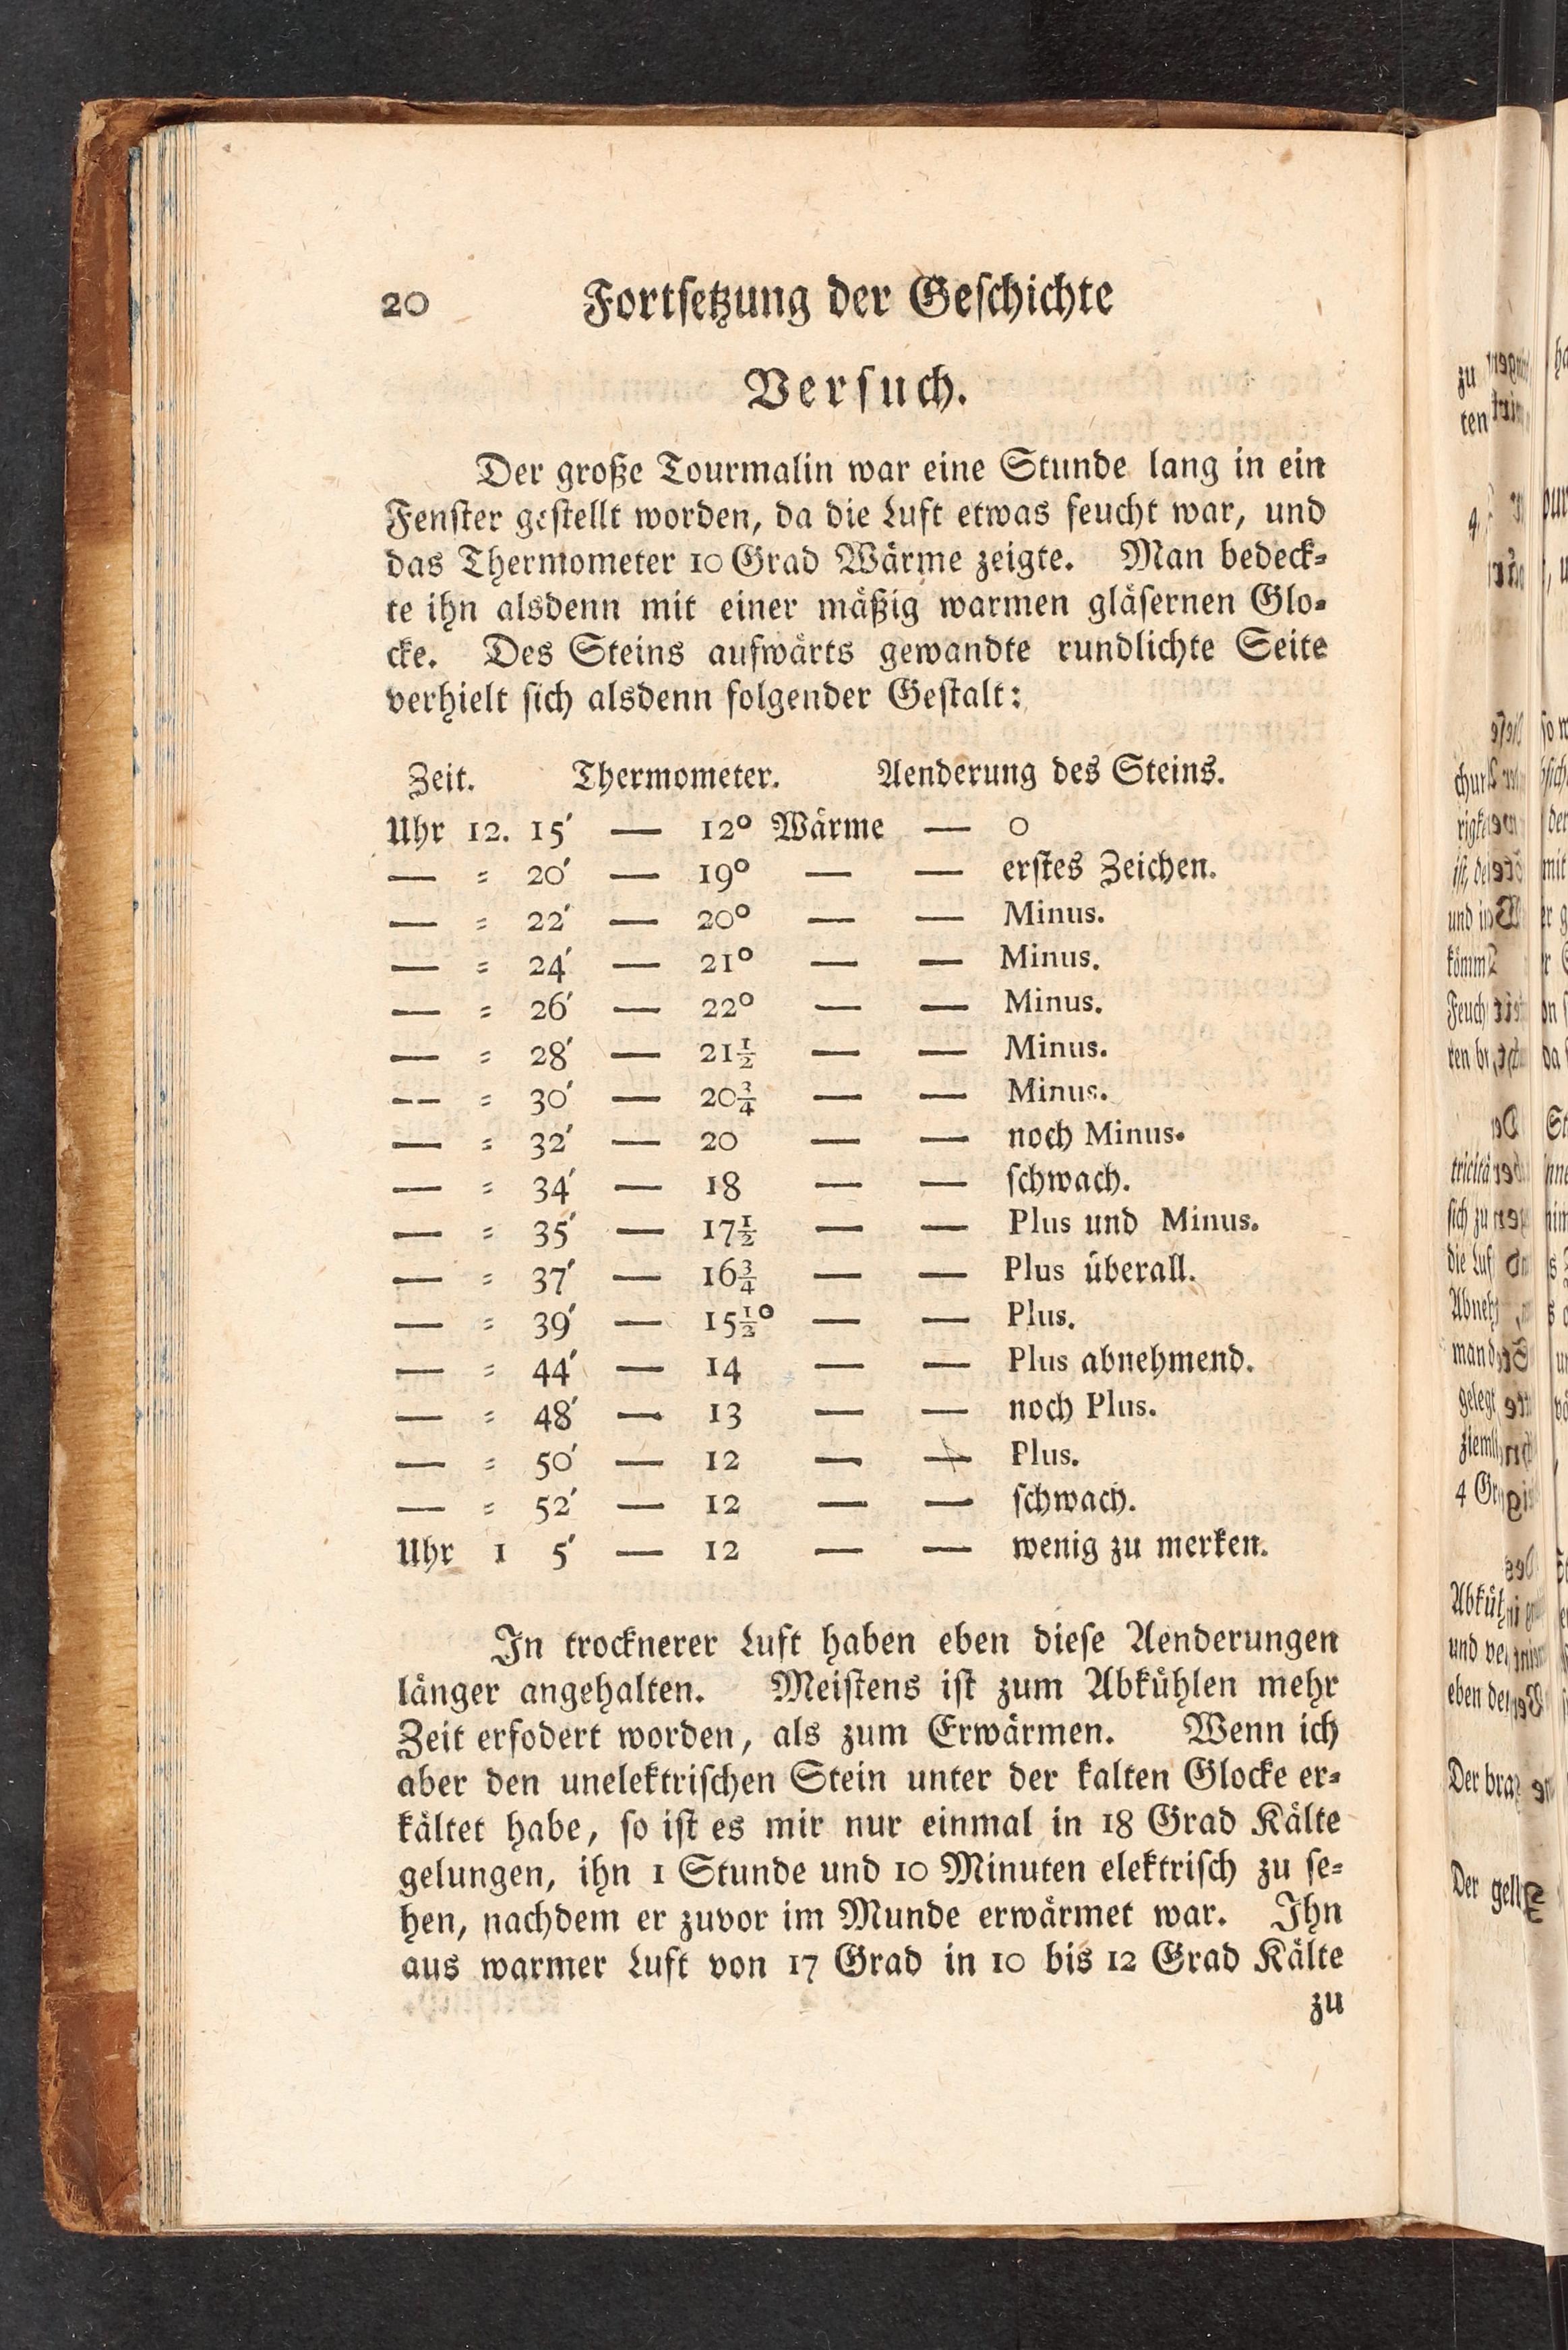 20 Fortſetzung der Geſchichte
Verſuch.
Der große Tourmalin war eine Stunde lang in ein
Fenſter geſtellt worden, da die Luft etwas feucht war, und
das Thermometer 10 Grad Wärme zeigte. Man bedeck⸗
te ihn alsdenn mit einer mäßig warmen gläſernen Glo⸗
cke. Des Steins aufwärts gewandte rundlichte Seite
verhielt ſich alsdenn folgender Geſtalt:
Zeit. Thermometer. Aenderung des Steins.
Uhr 12. 15′ — 12° Wärme — 0
— ⸗ 20′ — 19° — — erſtes Zeichen.
— ⸗ 22′ — 20° — — Minus.
— ⸗ 24′ — 21° — — Minus.
— ⸗ 26′ — 22° — — Minus.
— ⸗ 28′ — 21½ — — Minus.
— ⸗ 30′ — 20¾ — — Minus.
— ⸗ 32′ — 20 — — noch Minus.
— ⸗ 34′ — 18 — — ſchwach.
— ⸗ 35′ — 17½ — — Plus und Minus.
— ⸗ 37′ — 16¾ — — Plus überall.
— ⸗ 39′ — 15½° — — Plus.
— ⸗ 44′ — 14 — — Plus abnehmend.
— ⸗ 48′ — 13 — — noch Plus.
— ⸗ 50′ — 12 — — Plus.
— ⸗ 52′ — 12 — — ſchwach.
Uhr 1 5′ — 12 — — wenig zu merken.
In trocknerer Luft haben eben dieſe Aenderungen
länger angehalten. Meiſtens iſt zum Abkühlen mehr
Zeit erfodert worden, als zum Erwärmen. Wenn ich
aber den unelektriſchen Stein unter der kalten Glocke er⸗
kältet habe, ſo iſt es mir nur einmal in 18 Grad Kälte
gelungen, ihn 1 Stunde und 10 Minuten elektriſch zu ſe⸗
hen, nachdem er zuvor im Munde erwärmet war. Ihn
aus warmer Luft von 17 Grad in 10 bis 12 Grad Kälte
zu